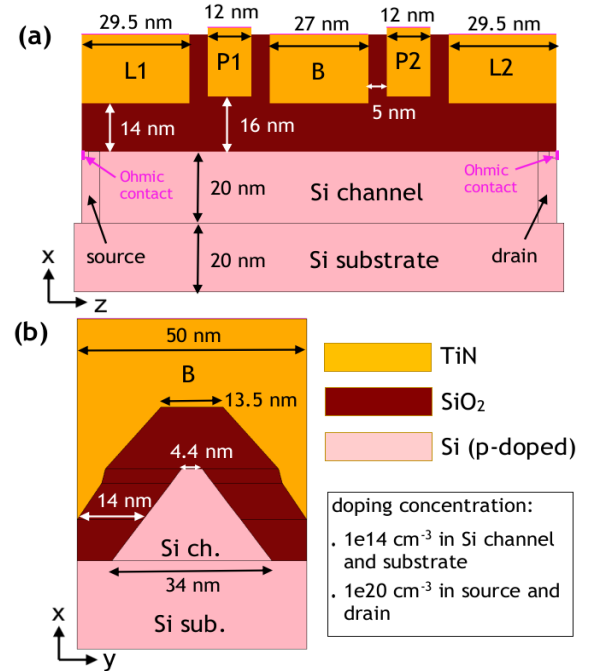 (a)
29.5 nm
12 nm
27 nm
12 nm
29.5 nm
L1
P1
B
P2
L2
5 nm
14 nm
16 nm
Ohmic
contact
Ohmic
contact
20 nm
Si channel
source
20 nm
Si substrate
drain
x
z
(b)
50 nm
B
13.5 nm
4.4 nm
14 nm
Si ch.
34 nm
Si sub.
x
y
TiN
SiO₂
Si (p-doped)
doping concentration:
. 1e14 cm⁻³ in Si channel
and substrate
. 1e20 cm⁻³ in source and
drain